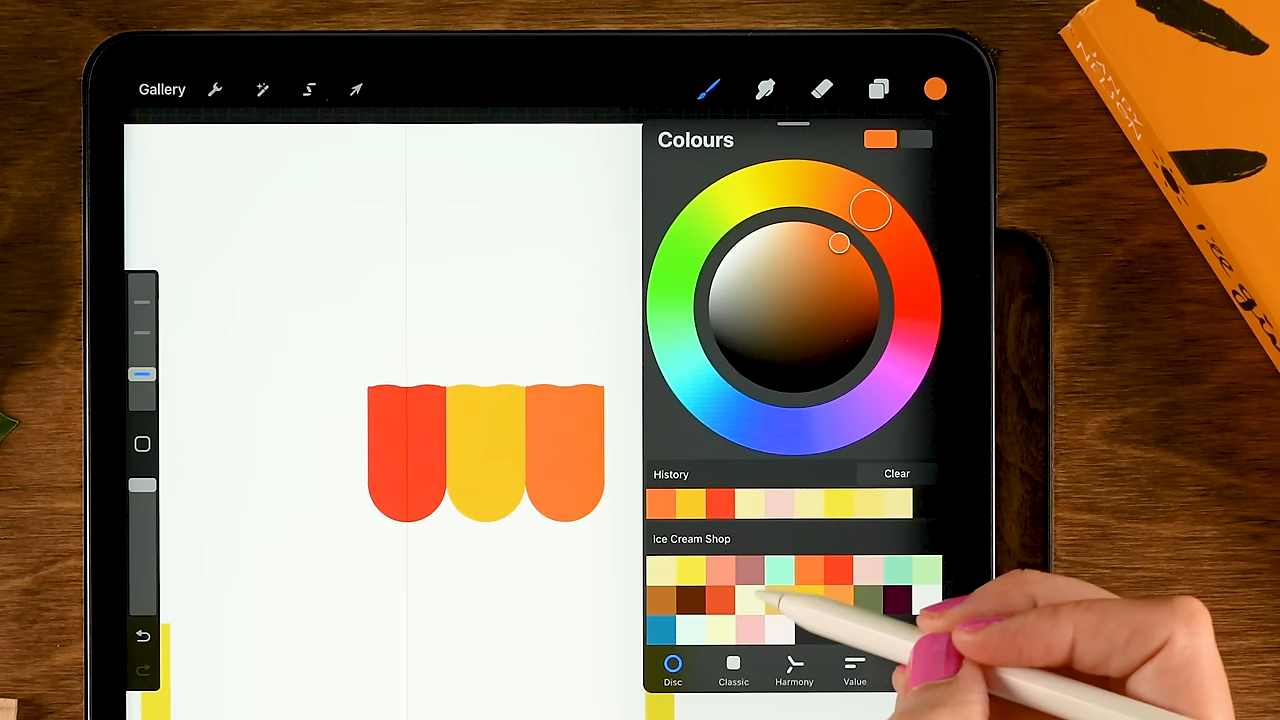 Gallery
Colours
History
Clear
Ice Cream Shop
Disc
Classic
Harmony
Value